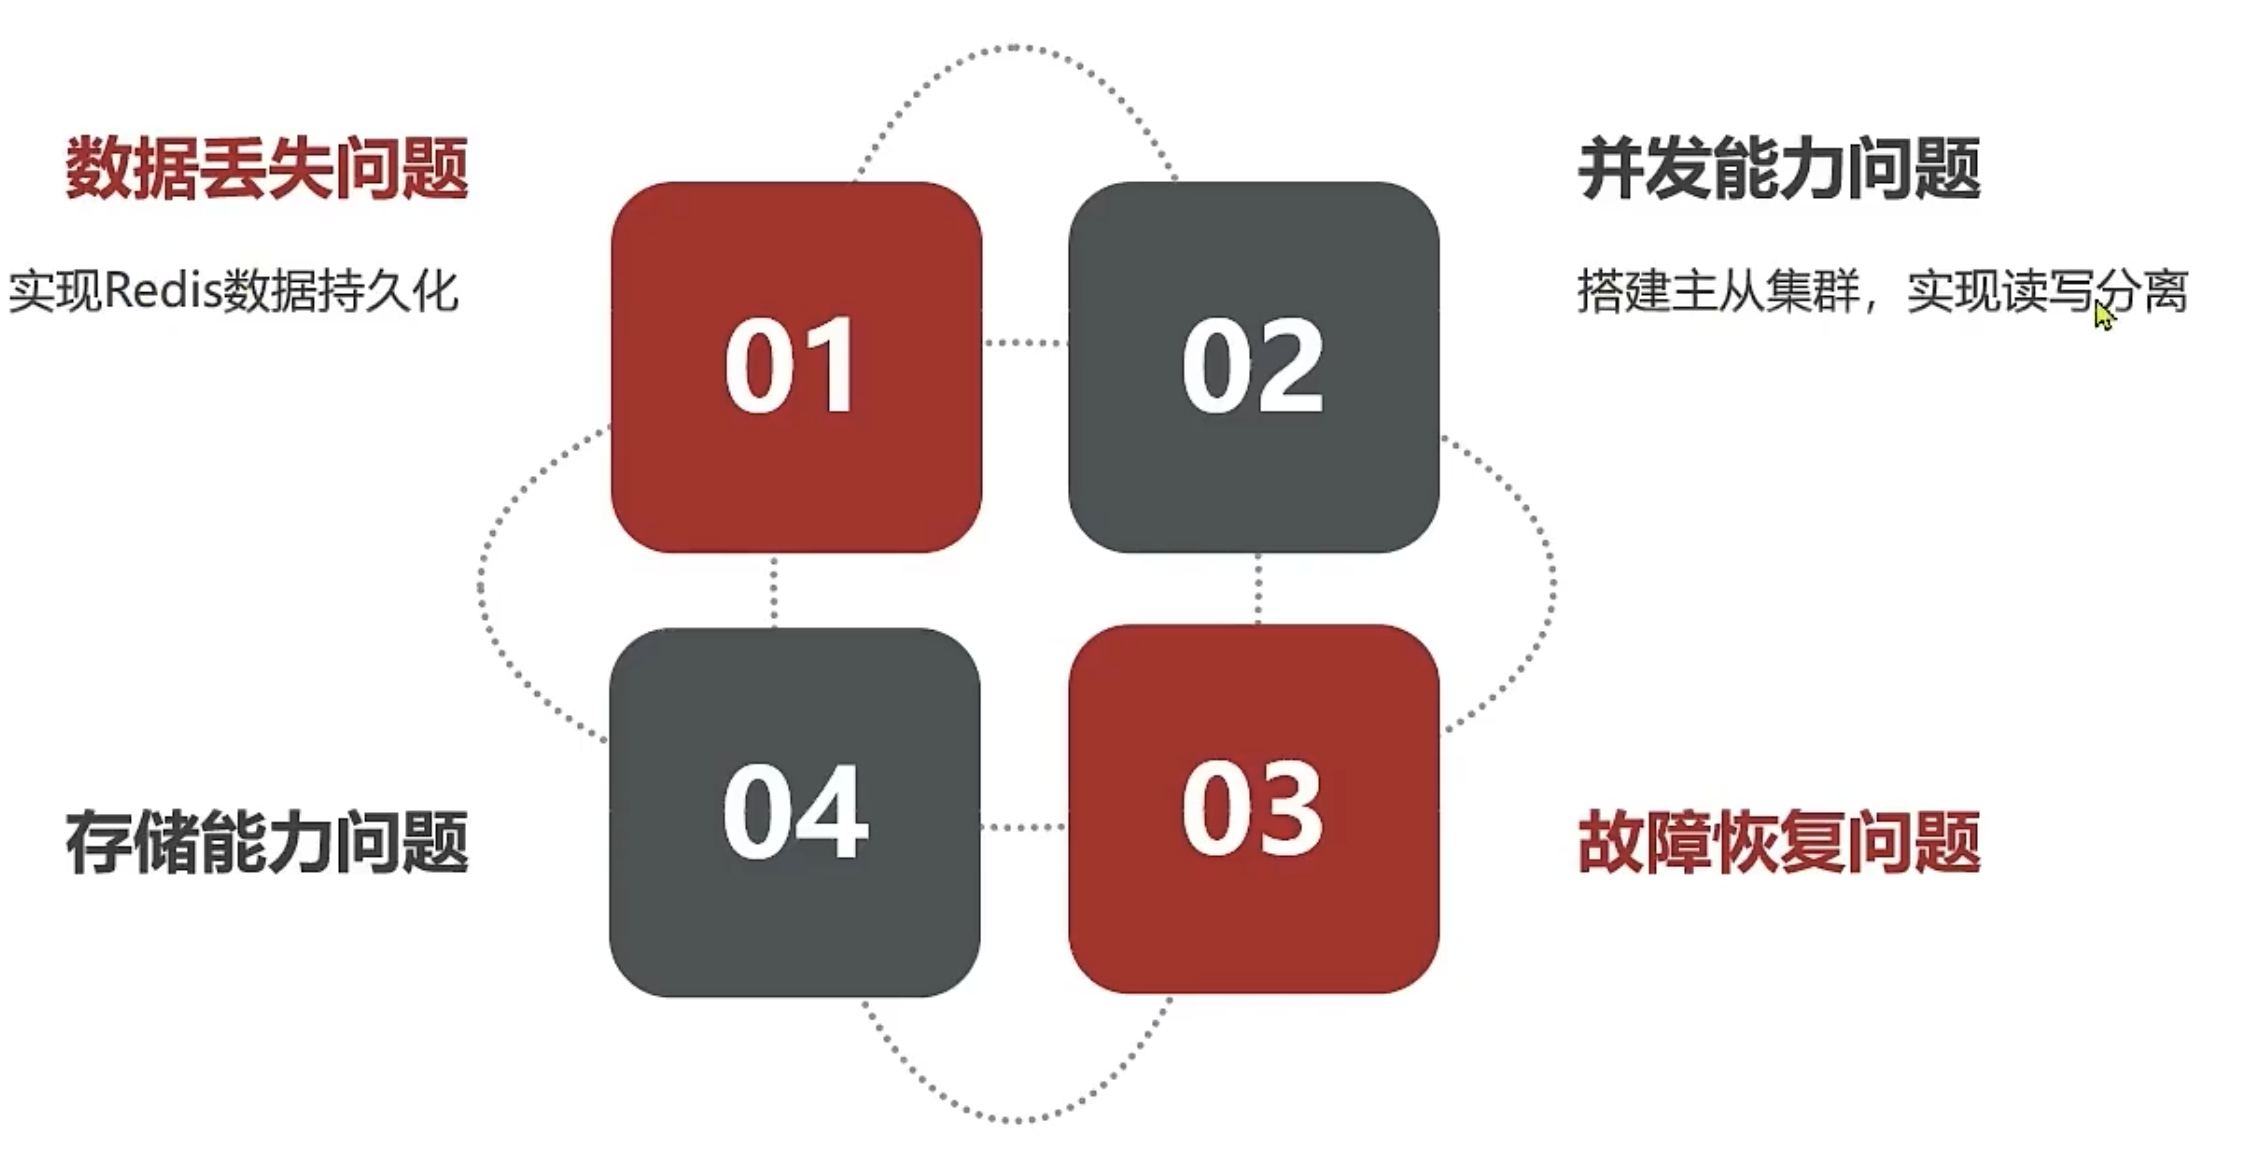 数据丢失问题
实现Redis数据持久化
01
02
并发能力问题
搭建主从集群，实现读写分离
存储能力问题
04
03
故障恢复问题